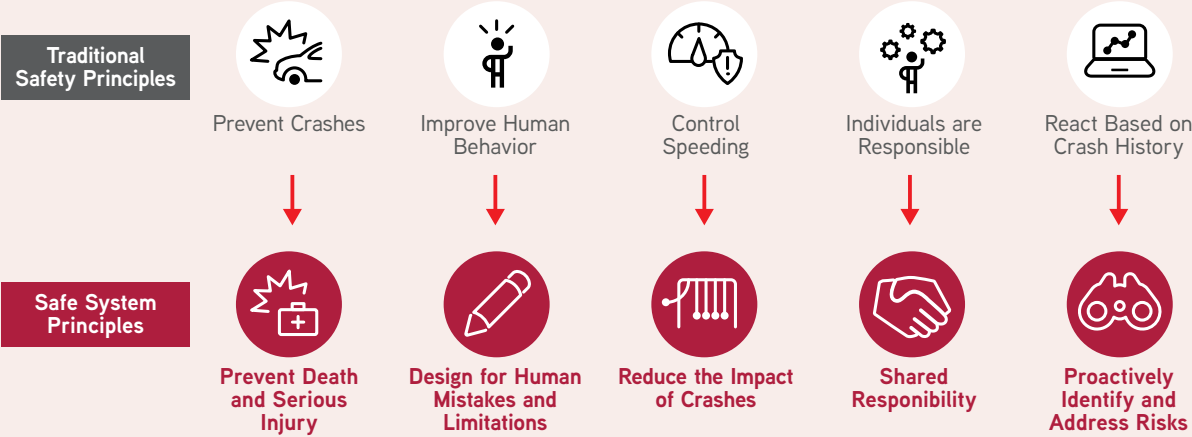 Traditional
Safety Principles
Prevent Crashes
Improve Human
Behavior
Control
Speeding
Individuals are
Responsible
React Based on
Crash History
Safe System
Principles
Prevent Death
and Serious
Injury
Design for Human
Mistakes and
Limitations
Reduce the Impact
of Crashes
Shared
Responibility
Proactively
Identify and
Address Risks